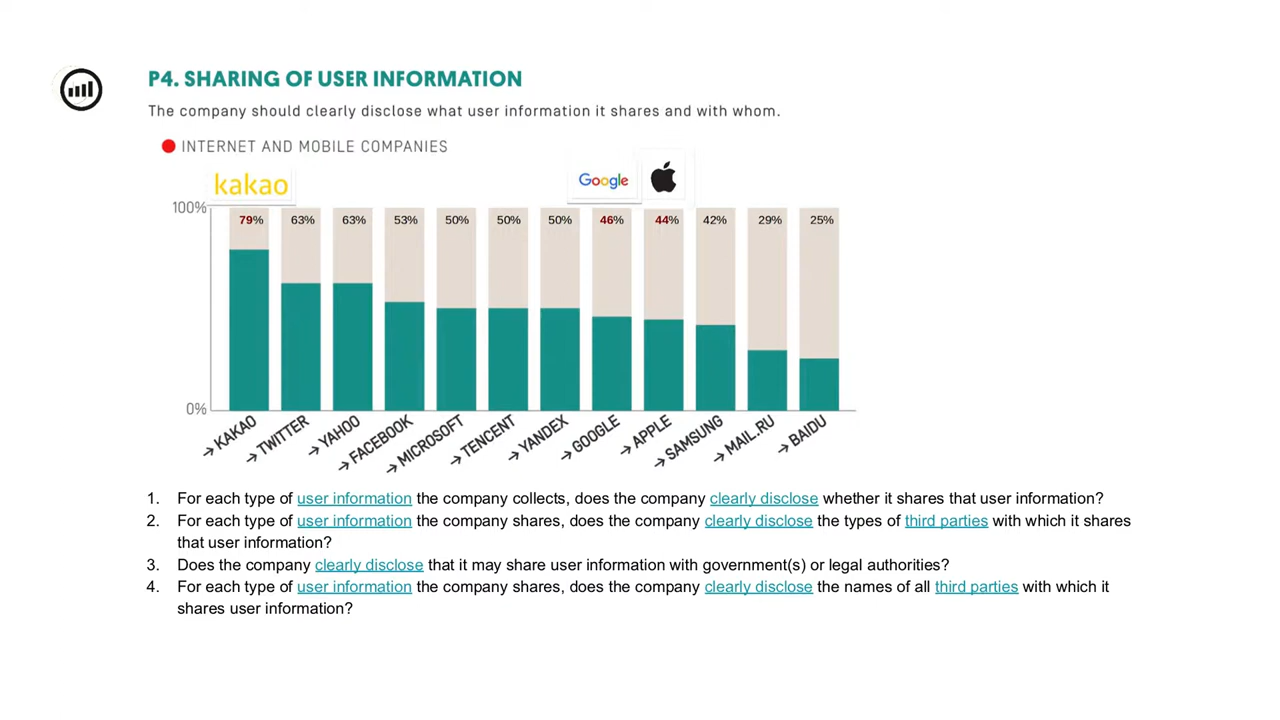 P4. SHARING OF USER INFORMATION
The company should clearly disclose what user information it shares and with whom.
INTERNET AND MOBILE COMPANIES
kakao
Google
100%
79% 63% 63% 53% 50% 50% 50% 46% 44% 42% 29% 25%
0%
→ KAKAO → TWITTER → YAHOO → FACEBOOK → MICROSOFT → TENCENT → YANDEX → GOOGLE → APPLE → SAMSUNG → MAIL.RU → BAIDU
1. For each type of user information the company collects, does the company clearly disclose whether it shares that user information?
2. For each type of user information the company shares, does the company clearly disclose the types of third parties with which it shares
that user information?
3. Does the company clearly disclose that it may share user information with government(s) or legal authorities?
4. For each type of user information the company shares, does the company clearly disclose the names of all third parties with which it
shares user information?